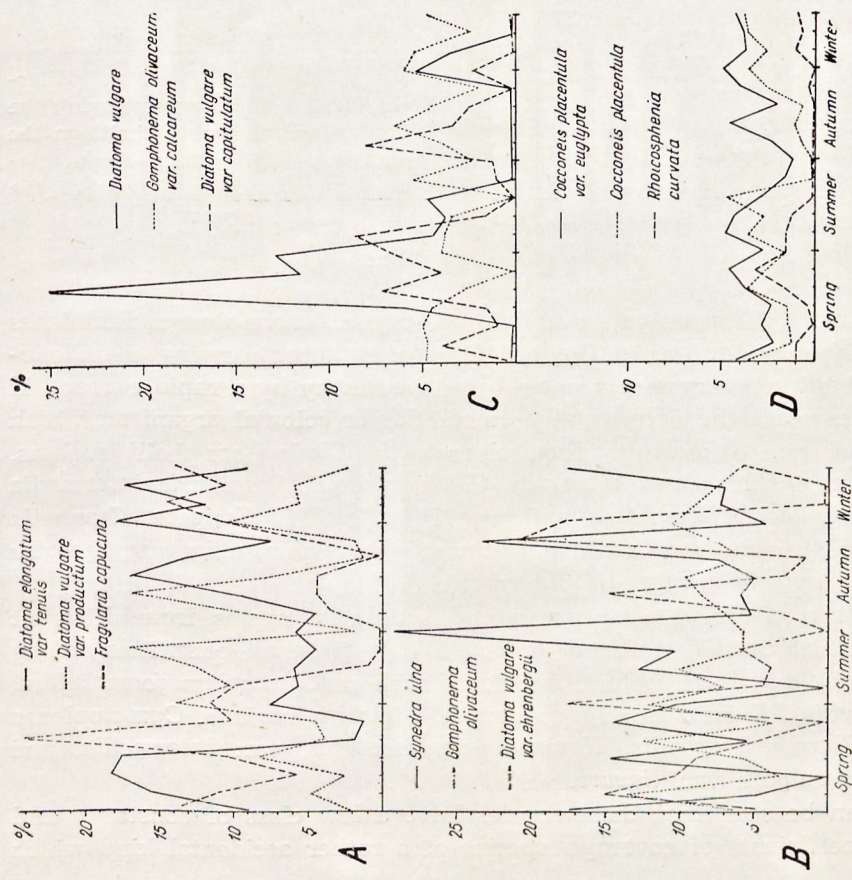 %
20
15
10
5
A
Diatoma elongatum
var tenuis
Diatoma vulgare
var. productum
Fragilaria capucina
25
20
15
10
5
B
Synedra ulna
Gomphonema
olivaceum
Diatoma vulgare
var. ehrenbergii
Spring
Summer
Autumn
Winter
%
25
20
15
10
5
C
Diatoma vulgare
Gomphonema olivaceum
var. calcareum
Diatoma vulgare
var capitulatum
10
5
D
Cocconeis placentula
var. euglypta
Cocconeis placentula
Rhoicosphenia
curvata
Spring
Summer
Autumn
Winter